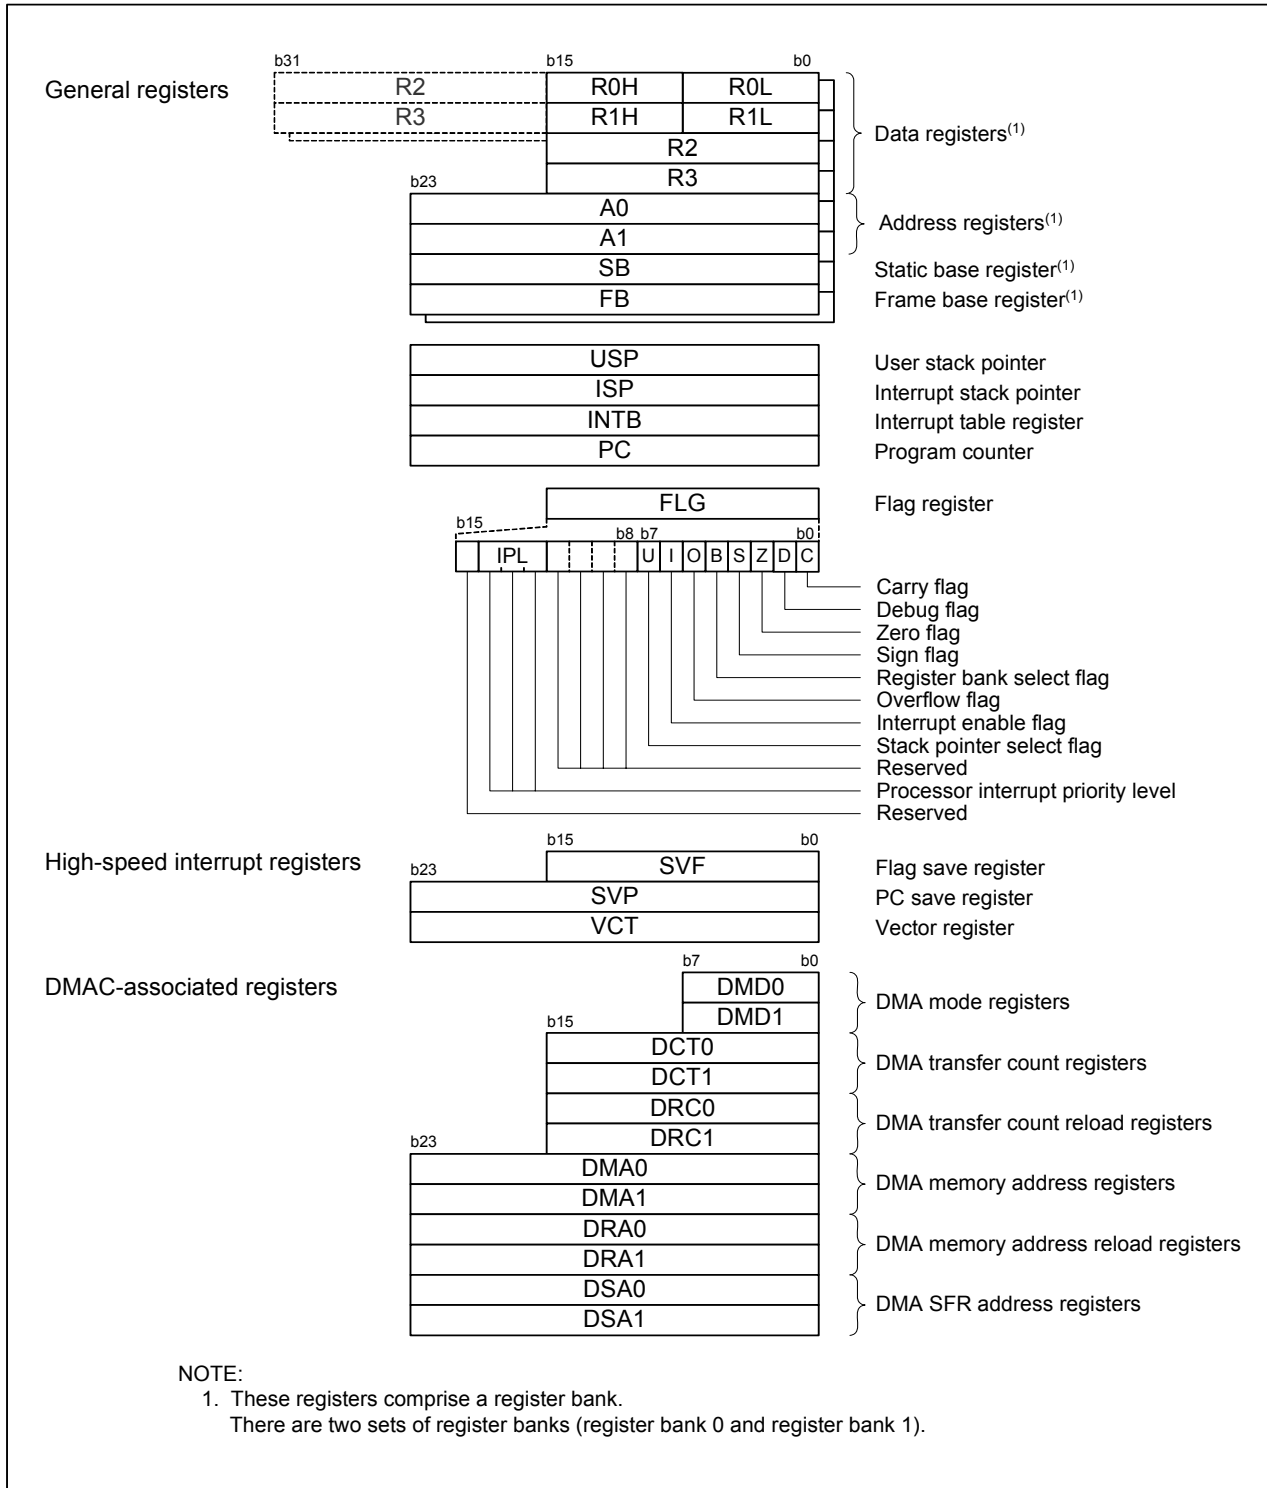 b31 b15 b0
General registers R2 R0H R0L
R3 R1H R1L
Data registers(1)
R2
R3
b23
A0
Address registers(1)
A1
SB Static base register(1)
FB Frame base register(1)
USP User stack pointer
ISP Interrupt stack pointer
INTB Interrupt table register
PC Program counter
FLG Flag register
b15 b8 b7 b0
IPL U I O B S Z D C
Carry flag
Debug flag
Zero flag
Sign flag
Register bank select flag
Overflow flag
Interrupt enable flag
Stack pointer select flag
Reserved
Processor interrupt priority level
Reserved
b15 b0
High-speed interrupt registers SVF Flag save register
b23
SVP PC save register
VCT Vector register
b7 b0
DMAC-associated registers DMD0
DMA mode registers
DMD1
b15
DCT0
DMA transfer count registers
DCT1
DRC0
DMA transfer count reload registers
DRC1
b23
DMA0
DMA memory address registers
DMA1
DRA0
DMA memory address reload registers
DRA1
DSA0
DMA SFR address registers
DSA1
NOTE:
1. These registers comprise a register bank.
There are two sets of register banks (register bank 0 and register bank 1).